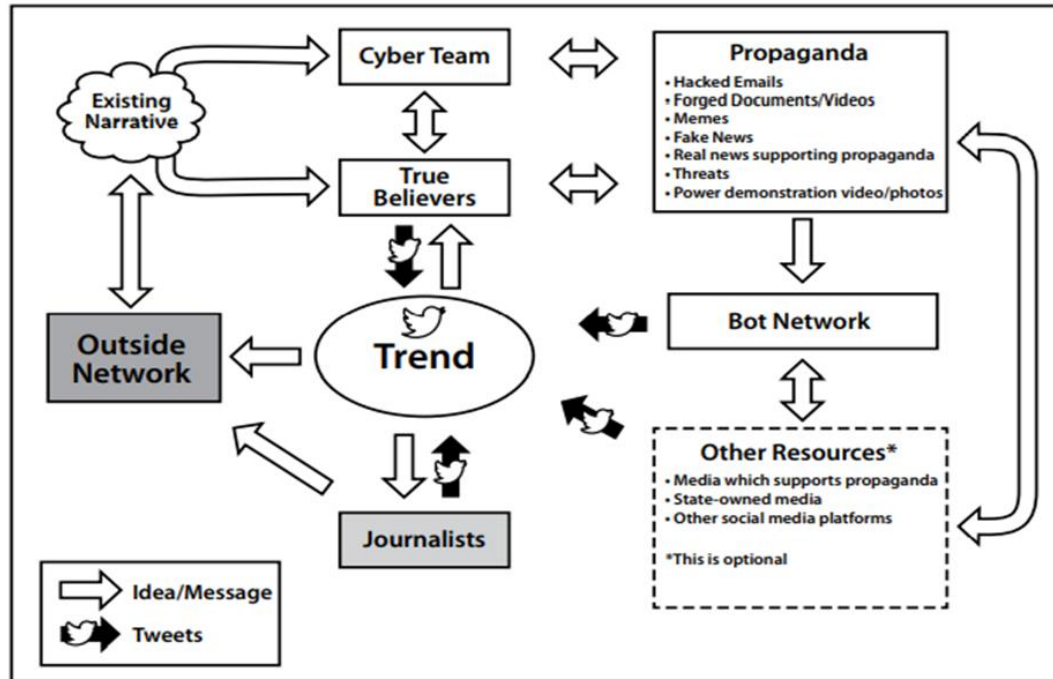 Existing
Narrative
Cyber Team
True
Believers
Propaganda
• Hacked Emails
• Forged Documents/Videos
• Memes
• Fake News
• Real news supporting propaganda
• Threats
• Power demonstration video/photos
Outside
Network
Trend
Bot Network
Journalists
Other Resources*
• Media which supports propaganda
• State-owned media
• Other social media platforms
*This is optional
Idea/Message
Tweets